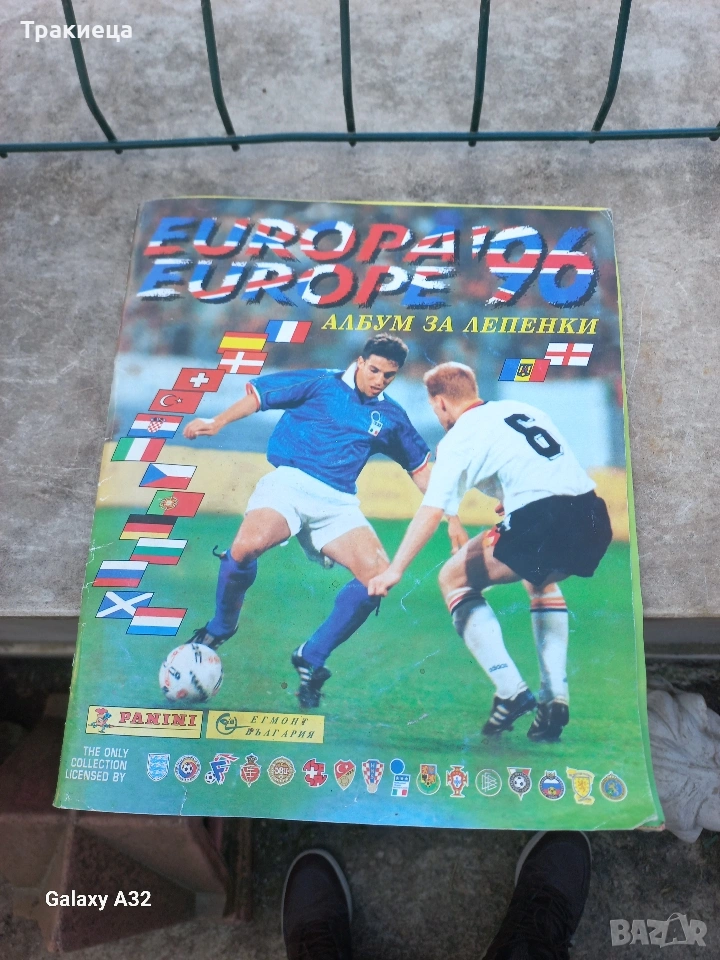 Тракиеца
EUROPA '96
EUROPE
АЛБУМ ЗА ЛЕПЕНКИ
6
PANINI
ЕГМОНТ
БЪЛГАРИЯ
THE ONLY
COLLECTION
LICENSED BY
Galaxy A32
BAZAR